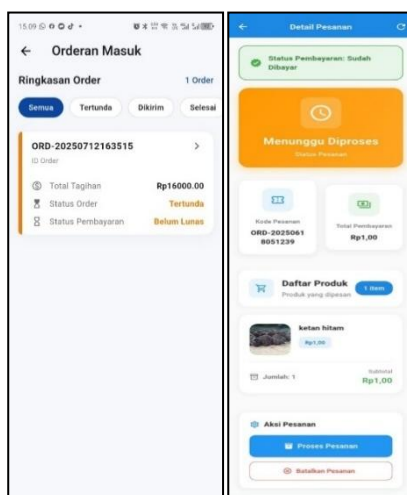 15.09
Orderan Masuk
Ringkasan Order
1 Order
Semua
Tertunda
Dikirim
Selesai
ORD-20250712163515
ID Order
Total Tagihan
Rp16000.00
Status Order
Tertunda
Status Pembayaran
Belum Lunas
Detail Pesanan
Status Pembayaran: Sudah
Dibayar
Menunggu Diproses
Status Pesanan
Kode Pesanan
ORD-2025061
8051239
Total Pembayaran
Rp1,00
Daftar Produk
Produk yang dipesan
1 Item
ketan hitam
Rp1,00
Jumlah: 1
Subtotal
Rp1,00
Aksi Pesanan
Proses Pesanan
Batalkan Pesanan